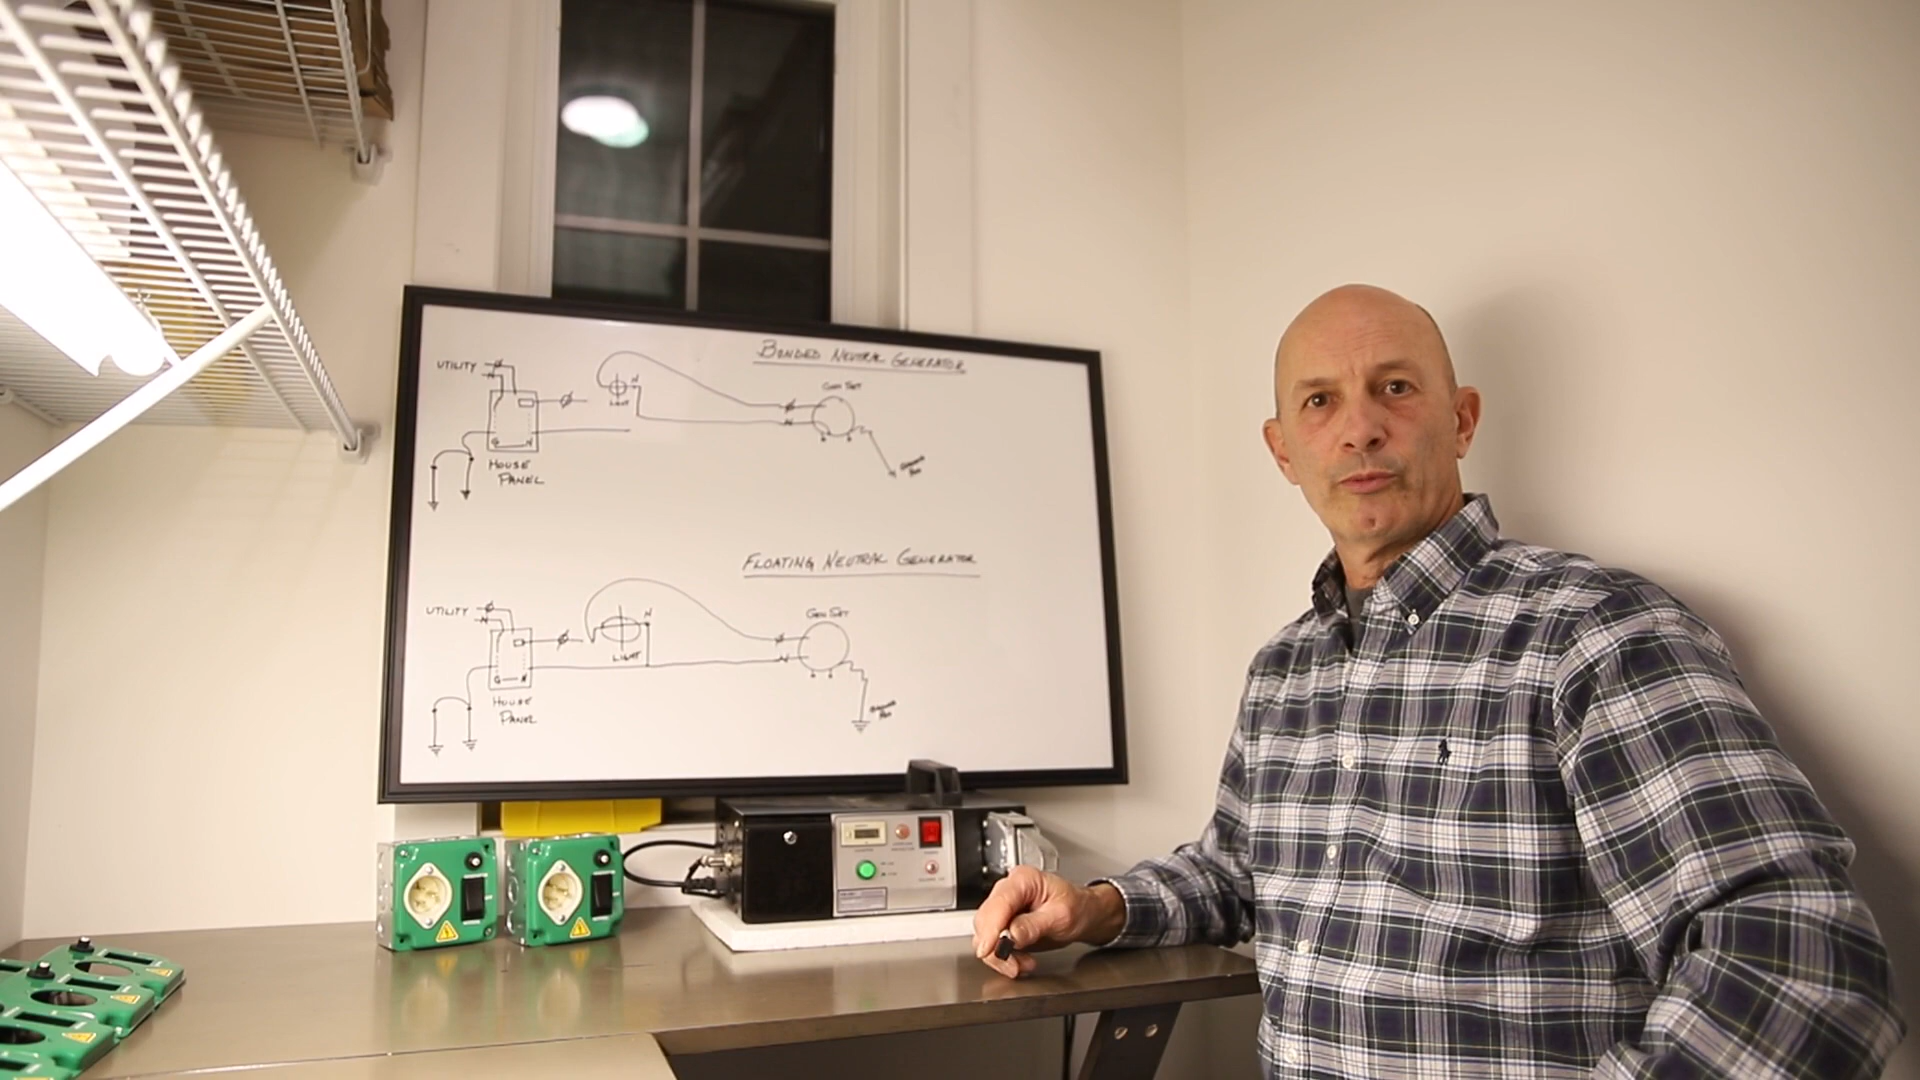 BONDED NEUTRAL GENERATOR
UTILITY
N
GEN SET
N
LIGHT
N
G N
HOUSE
PANEL
FLOATING NEUTRAL GENERATOR
UTILITY
N
GEN SET
N
LIGHT
N
G N
HOUSE
PANEL